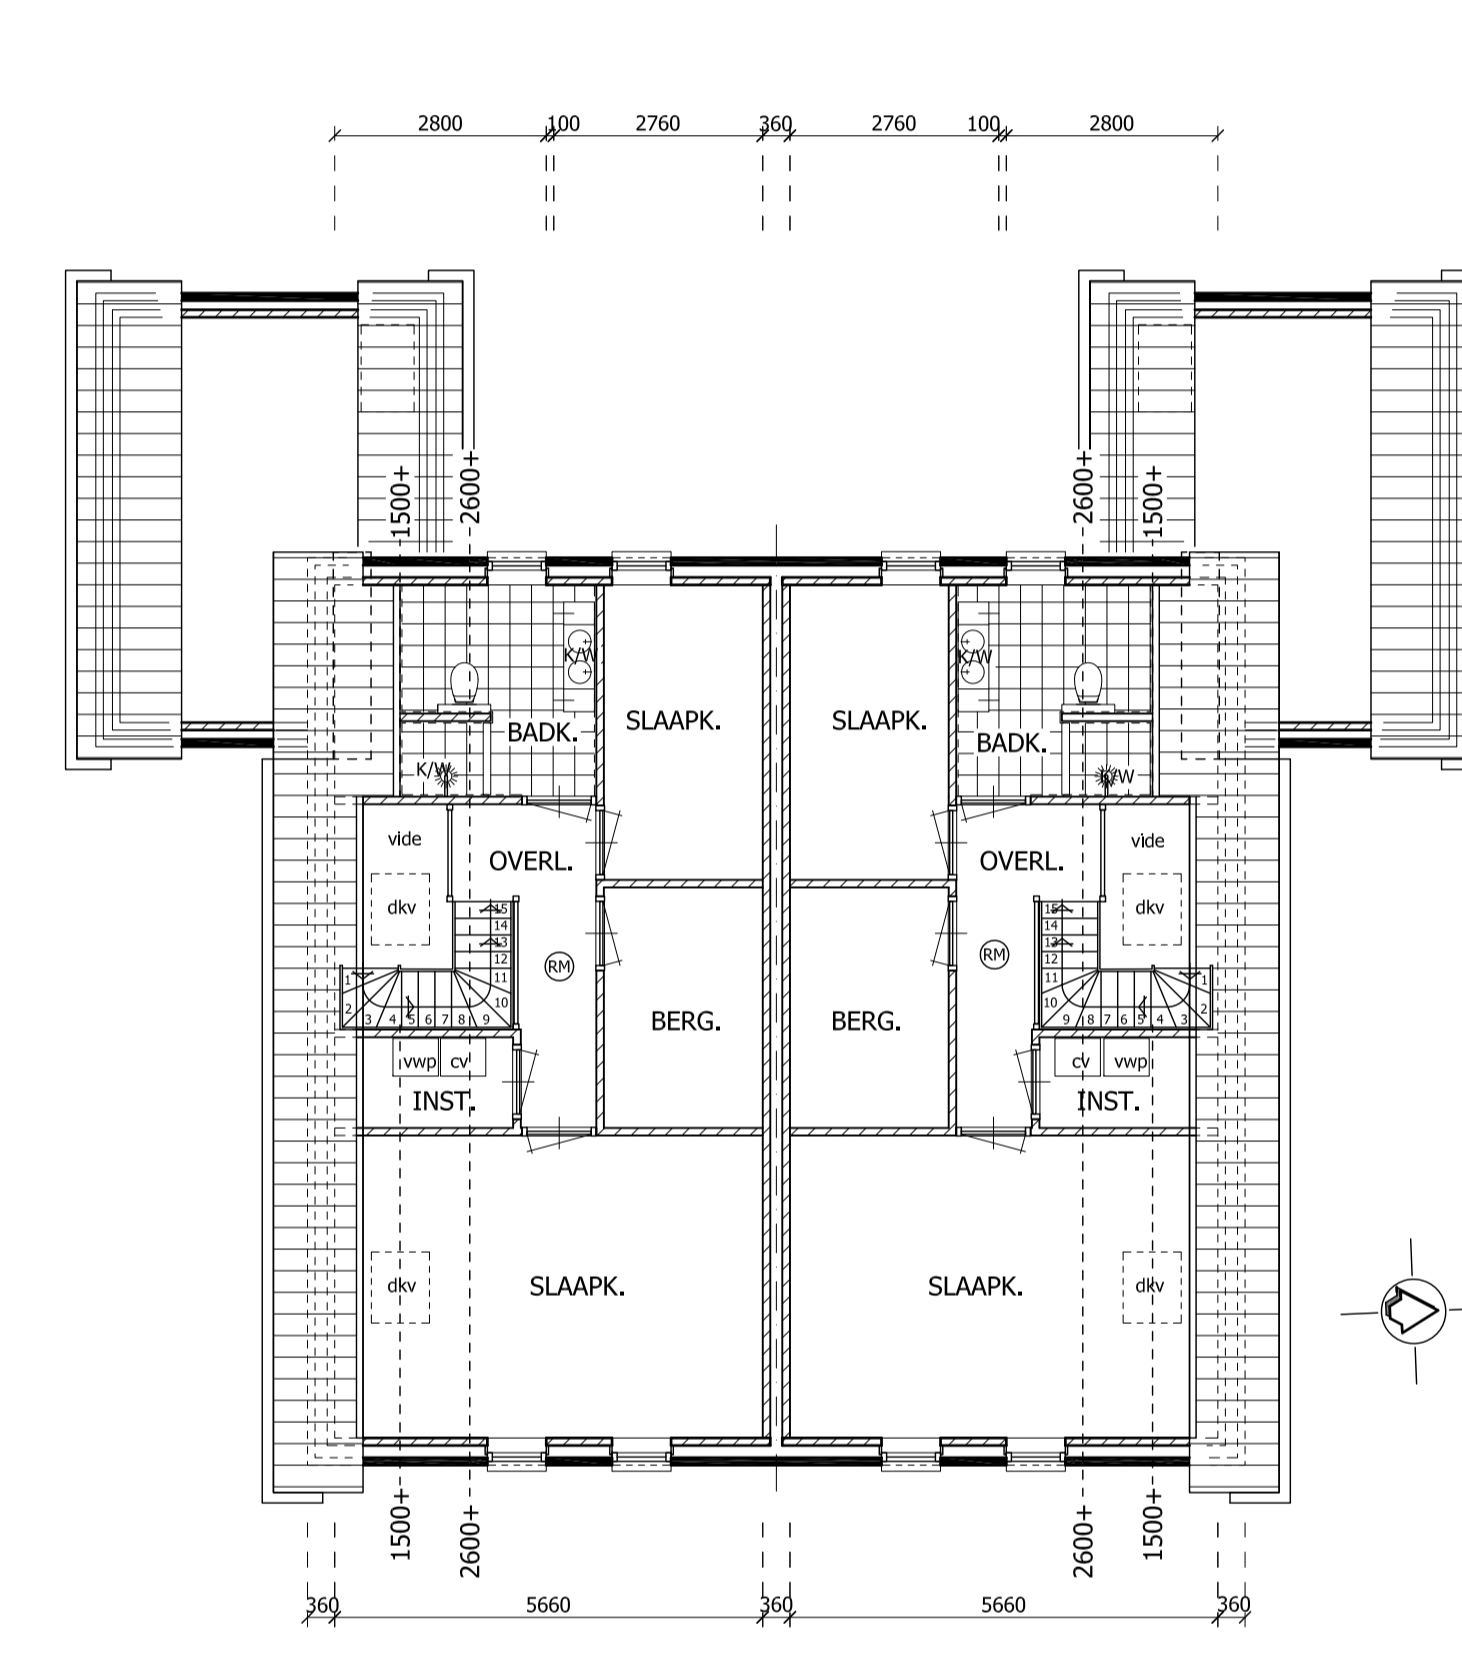 2800 100 2760 360 2760 100 2800
1500+ 2600+ 2600+ 1500+
K/W K/W
SLAAPK. SLAAPK.
BADK. BADK.
K/W K/W
vide vide
OVERL. OVERL.
dkv dkv
15 15
14 14
13 13
12 12
11 11
10 10
1 2 3 4 5 6 7 8 9
9 8 7 6 5 4 3 2 1
RM RM
BERG. BERG.
vwp cv cv vwp
INST. INST.
dkv SLAAPK. SLAAPK. dkv
1500+ 2600+ 2600+ 1500+
360 5660 360 5660 360